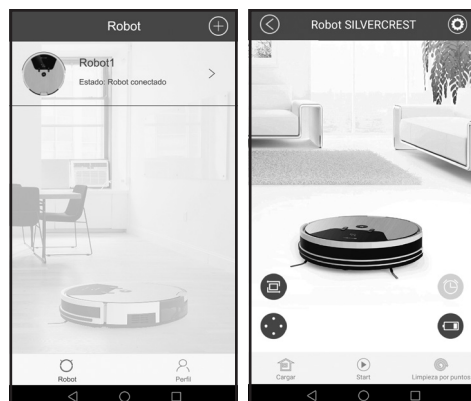 Robot
Robot1
Estado: Robot conectado
Robot
Perfil
Robot SILVERCREST
Cargar
Start
Limpieza por puntos